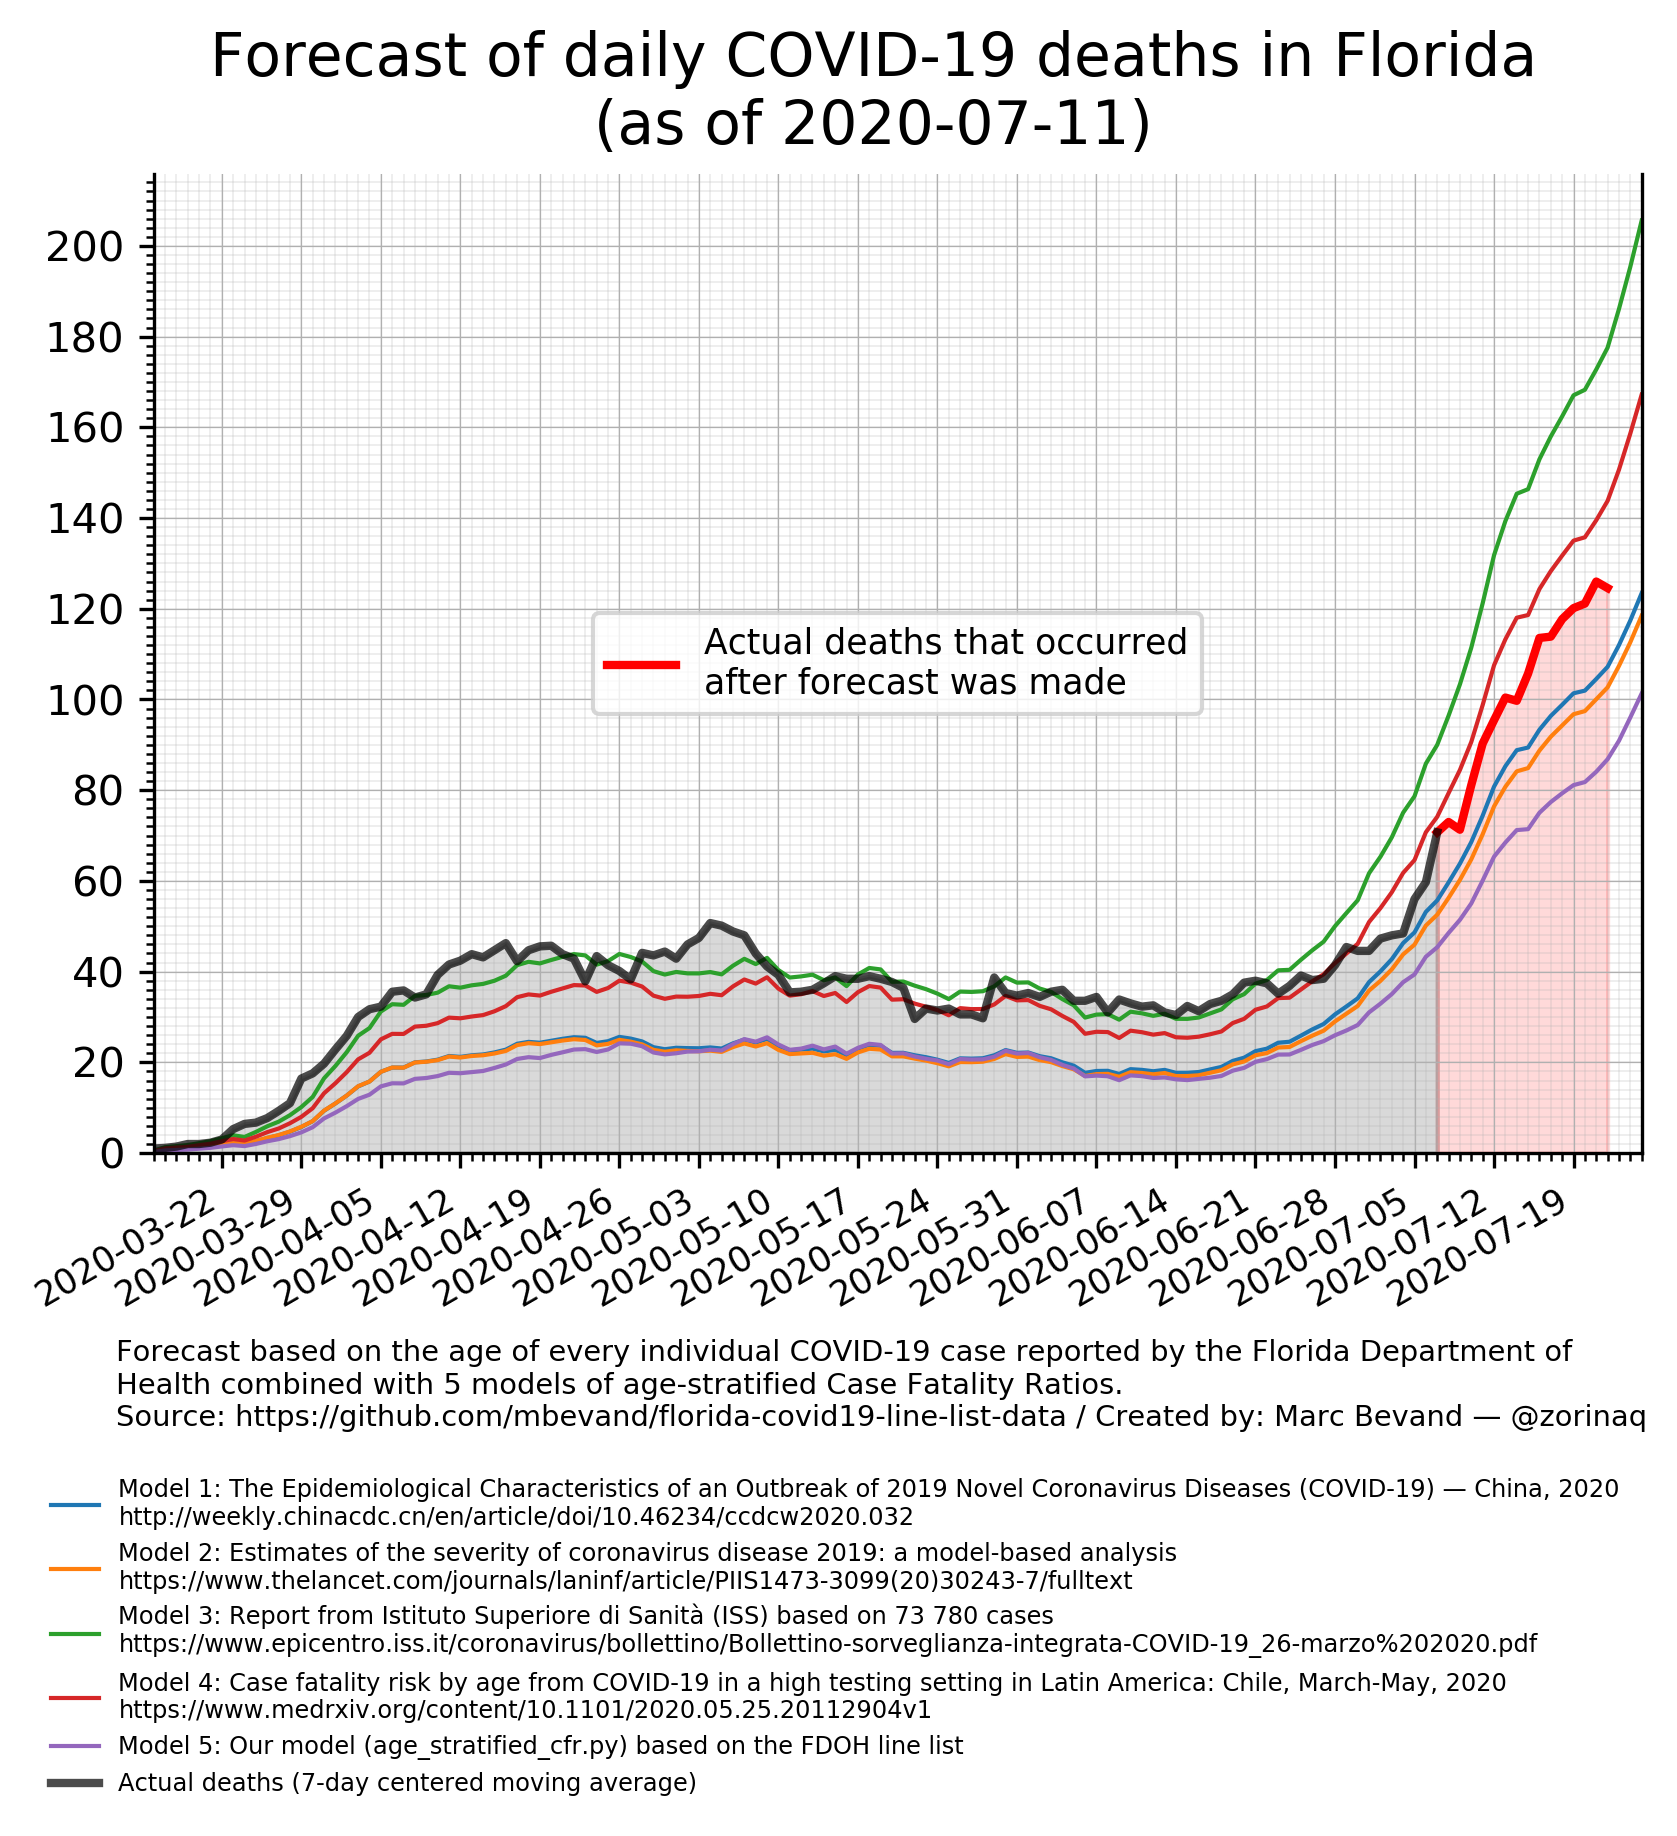 Forecast of daily COVID-19 deaths in Florida
(as of 2020-07-11)
200
180
160
140
120
100
80
60
40
20
0
Actual deaths that occurred
after forecast was made
2020-03-22
2020-03-29
2020-04-05
2020-04-12
2020-04-19
2020-04-26
2020-05-03
2020-05-10
2020-05-17
2020-05-24
2020-05-31
2020-06-07
2020-06-14
2020-06-21
2020-06-28
2020-07-05
2020-07-12
2020-07-19
Forecast based on the age of every individual COVID-19 case reported by the Florida Department of
Health combined with 5 models of age-stratified Case Fatality Ratios.
Source: https://github.com/mbevand/florida-covid19-line-list-data / Created by: Marc Bevand — @zorinaq
Model 1: The Epidemiological Characteristics of an Outbreak of 2019 Novel Coronavirus Diseases (COVID-19) — China, 2020
http://weekly.chinacdc.cn/en/article/doi/10.46234/ccdcw2020.032
Model 2: Estimates of the severity of coronavirus disease 2019: a model-based analysis
https://www.thelancet.com/journals/laninf/article/PIIS1473-3099(20)30243-7/fulltext
Model 3: Report from Istituto Superiore di Sanità (ISS) based on 73 780 cases
https://www.epicentro.iss.it/coronavirus/bollettino/Bollettino-sorveglianza-integrata-COVID-19_26-marzo%202020.pdf
Model 4: Case fatality risk by age from COVID-19 in a high testing setting in Latin America: Chile, March-May, 2020
https://www.medrxiv.org/content/10.1101/2020.05.25.20112904v1
Model 5: Our model (age_stratified_cfr.py) based on the FDOH line list
Actual deaths (7-day centered moving average)